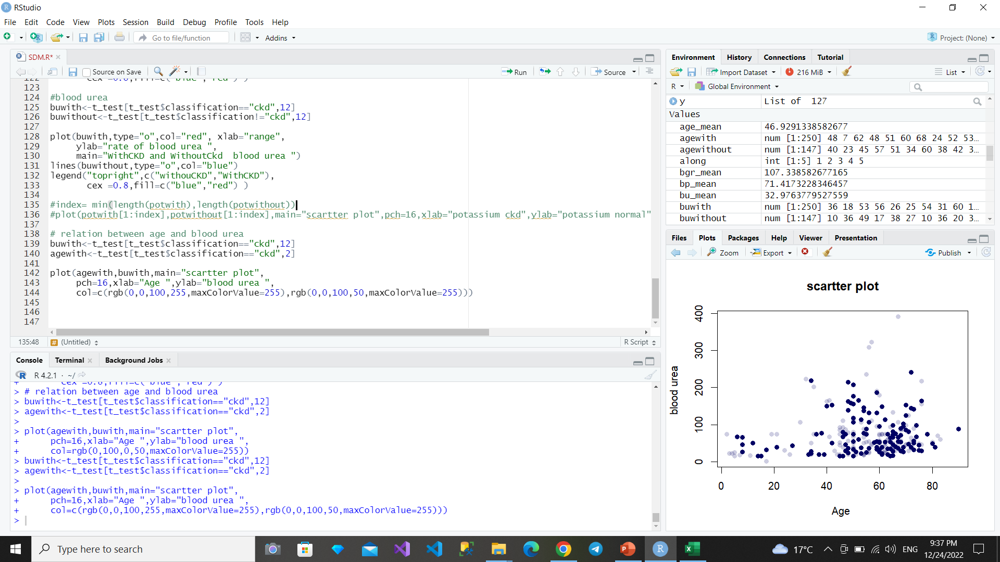 RStudio
File Edit Code View Plots Session Build Debug Profile Tools Help
Go to file/function Addins Project: (None)
SDM.R*
Source on Save Run Source
122 cex =0.8,fill=c("blue","red") )
123
124 #blood urea
125 buwith<-t_test[t_test$classification=="ckd",12]
126 buwithout<-t_test[t_test$classification!="ckd",12]
127
128 plot(buwith,type="o",col="red", xlab="range",
129 ylab="rate of blood urea ",
130 main="WithCKD and WithoutCkd  blood urea ")
131 lines(buwithout,type="o",col="blue")
132 legend("topright",c("withouCKD","WithCKD"),
133 cex =0.8,fill=c("blue","red") )
134
135 #index= min(length(potwith),length(potwithout))
136 #plot(potwith[1:index],potwithout[1:index],main="scartter plot",pch=16,xlab="potassium ckd",ylab="potassium normal"
137
138 # relation between age and blood urea
139 buwith<-t_test[t_test$classification=="ckd",12]
140 agewith<-t_test[t_test$classification=="ckd",2]
141
142 plot(agewith,buwith,main="scartter plot",
143 pch=16,xlab="Age ",ylab="blood urea ",
144 col=c(rgb(0,0,100,255,maxColorValue=255),rgb(0,0,100,50,maxColorValue=255)))
145
146
147
135:48 # (Untitled) R Script
Console Terminal Background Jobs
R R 4.2.1 · ~/
+ cex =0.8,fill=c("blue","red") )
> # relation between age and blood urea
> buwith<-t_test[t_test$classification=="ckd",12]
> agewith<-t_test[t_test$classification=="ckd",2]
>
> plot(agewith,buwith,main="scartter plot",
+ pch=16,xlab="Age ",ylab="blood urea ",
+ col=rgb(0,100,0,50,maxColorValue=255))
> buwith<-t_test[t_test$classification=="ckd",12]
> agewith<-t_test[t_test$classification=="ckd",2]
>
> plot(agewith,buwith,main="scartter plot",
+ pch=16,xlab="Age ",ylab="blood urea ",
+ col=c(rgb(0,0,100,255,maxColorValue=255),rgb(0,0,100,50,maxColorValue=255)))
>
Environment History Connections Tutorial
Import Dataset 216 MiB List
R Global Environment
y List of  127
Values
age_mean 46.9291338582677
agewith num [1:250] 48 7 62 48 51 60 68 24 52 53…
agewithout num [1:147] 40 23 45 57 51 34 60 38 42 3…
along int [1:5] 1 2 3 4 5
bgr_mean 107.338582677165
bp_mean 71.4173228346457
bu_mean 32.9763779527559
buwith num [1:250] 36 18 53 56 26 25 54 31 60 1…
buwithout num [1:147] 10 36 49 17 38 27 10 36 20 3…
Files Plots Packages Help Viewer Presentation
Zoom Export Publish
scartter plot
blood urea
400
300
200
100
0
0 20 40 60 80
Age
Type here to search
17°C ENG
9:37 PM
12/24/2022